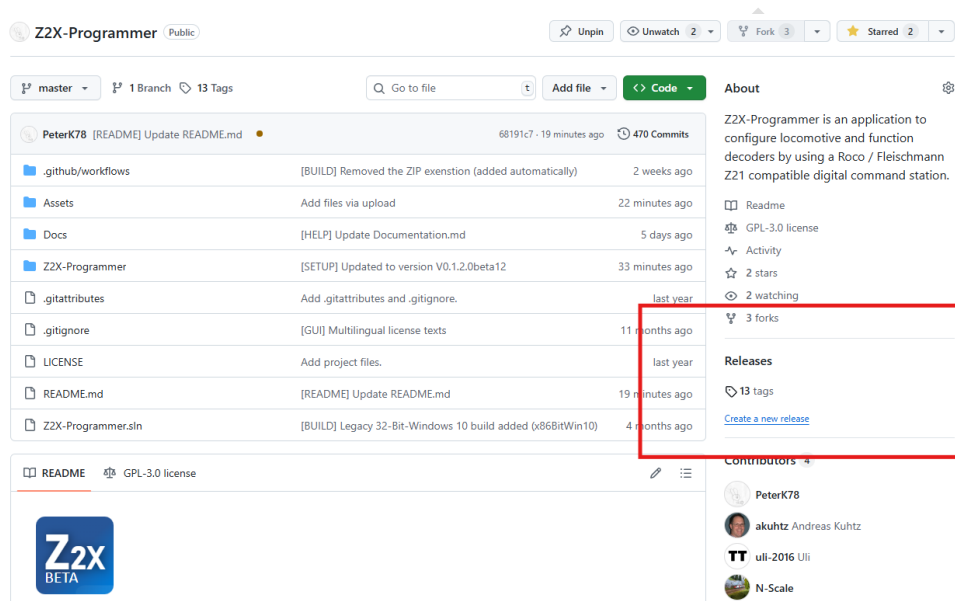 Z2X-Programmer Public
Unpin
Unwatch 2
Fork 3
Starred 2
master
1 Branch
13 Tags
Go to file t
Add file
<> Code
PeterK78 [README] Update README.md
68191c7 · 19 minutes ago
470 Commits
.github/workflows [BUILD] Removed the ZIP exenstion (added automatically) 2 weeks ago
Assets Add files via upload 22 minutes ago
Docs [HELP] Update Documentation.md 5 days ago
Z2X-Programmer [SETUP] Updated to version V0.1.2.0beta12 33 minutes ago
.gitattributes Add .gitattributes and .gitignore. last year
.gitignore [GUI] Multilingual license texts 11 months ago
LICENSE Add project files. last year
README.md [README] Update README.md 19 minutes ago
Z2X-Programmer.sln [BUILD] Legacy 32-Bit-Windows 10 build added (x86BitWin10) 4 months ago
README
GPL-3.0 license
Z2X
BETA
About
Z2X-Programmer is an application to
configure locomotive and function
decoders by using a Roco / Fleischmann
Z21 compatible digital command station.
Readme
GPL-3.0 license
Activity
2 stars
2 watching
3 forks
Releases
13 tags
Create a new release
Contributors 4
PeterK78
akuhtz Andreas Kuhtz
TT uli-2016 Uli
N-Scale